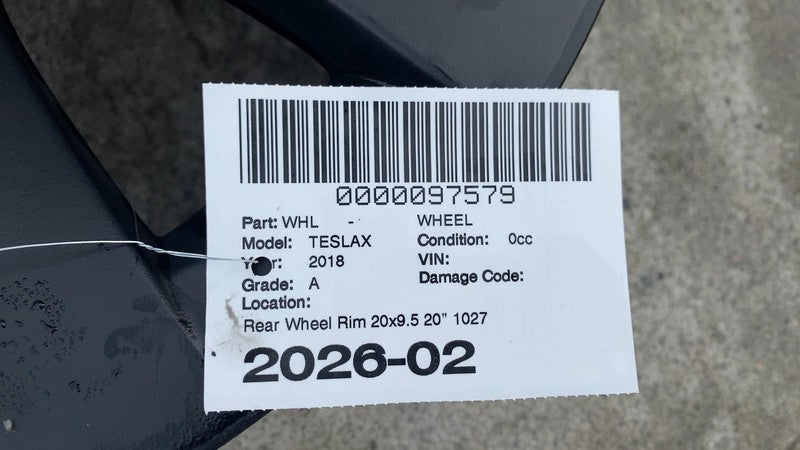 0000097579
Part: WHL - WHEEL
Model: TESLAX Condition: 0cc
2018 VIN:
Grade: A Damage Code:
Location:
Rear Wheel Rim 20x9.5 20" 1027
2026-02